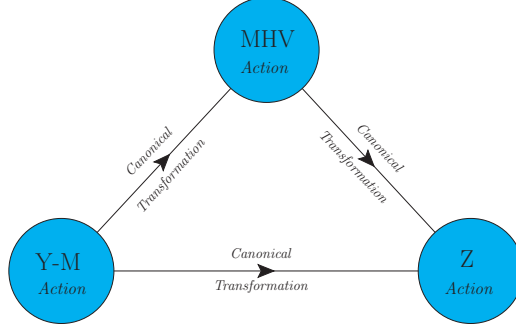 MHV
Action
Canonical
Transformation
Canonical
Transformation
Y-M
Action
Canonical
Transformation
Z
Action